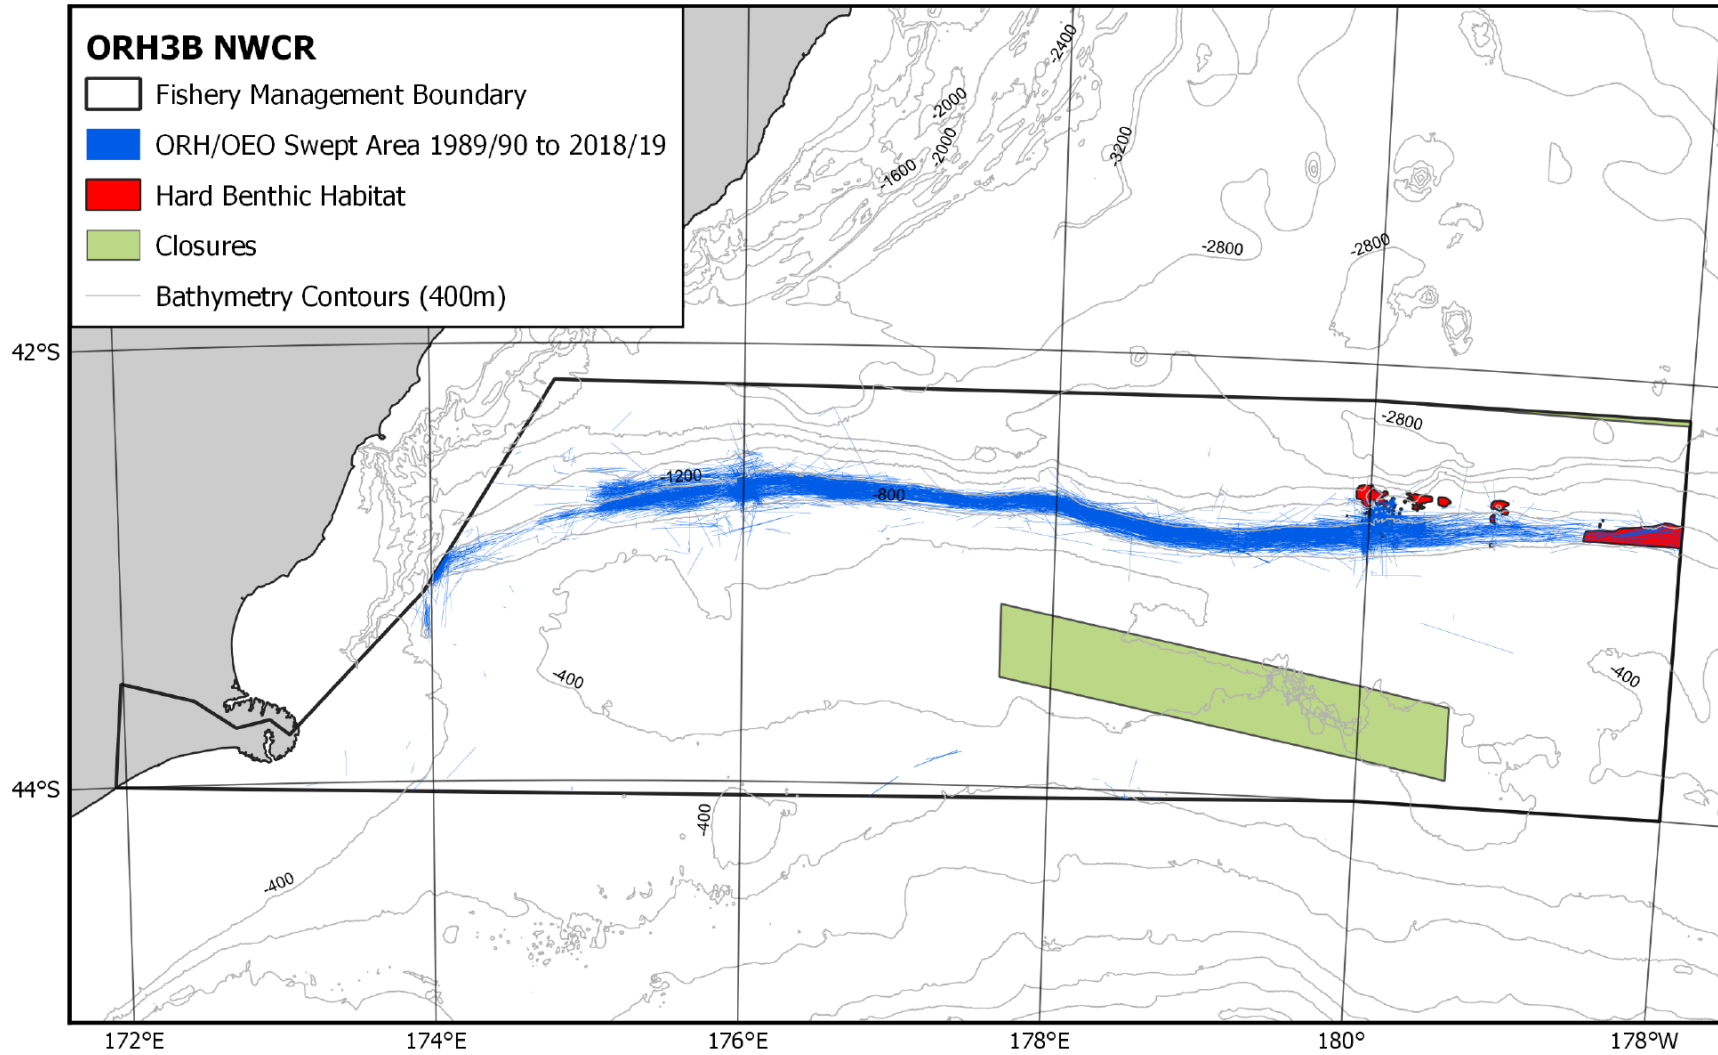 ORH3B NWCR
Fishery Management Boundary
ORH/OEO Swept Area 1989/90 to 2018/19
Hard Benthic Habitat
Closures
Bathymetry Contours (400m)
-2400
-2000
-2000
-1600
-3200
-2800
-2800
42°S
-2800
-1200
-800
-400
-400
44°S
-400
-400
172°E
174°E
176°E
178°E
180°
178°W